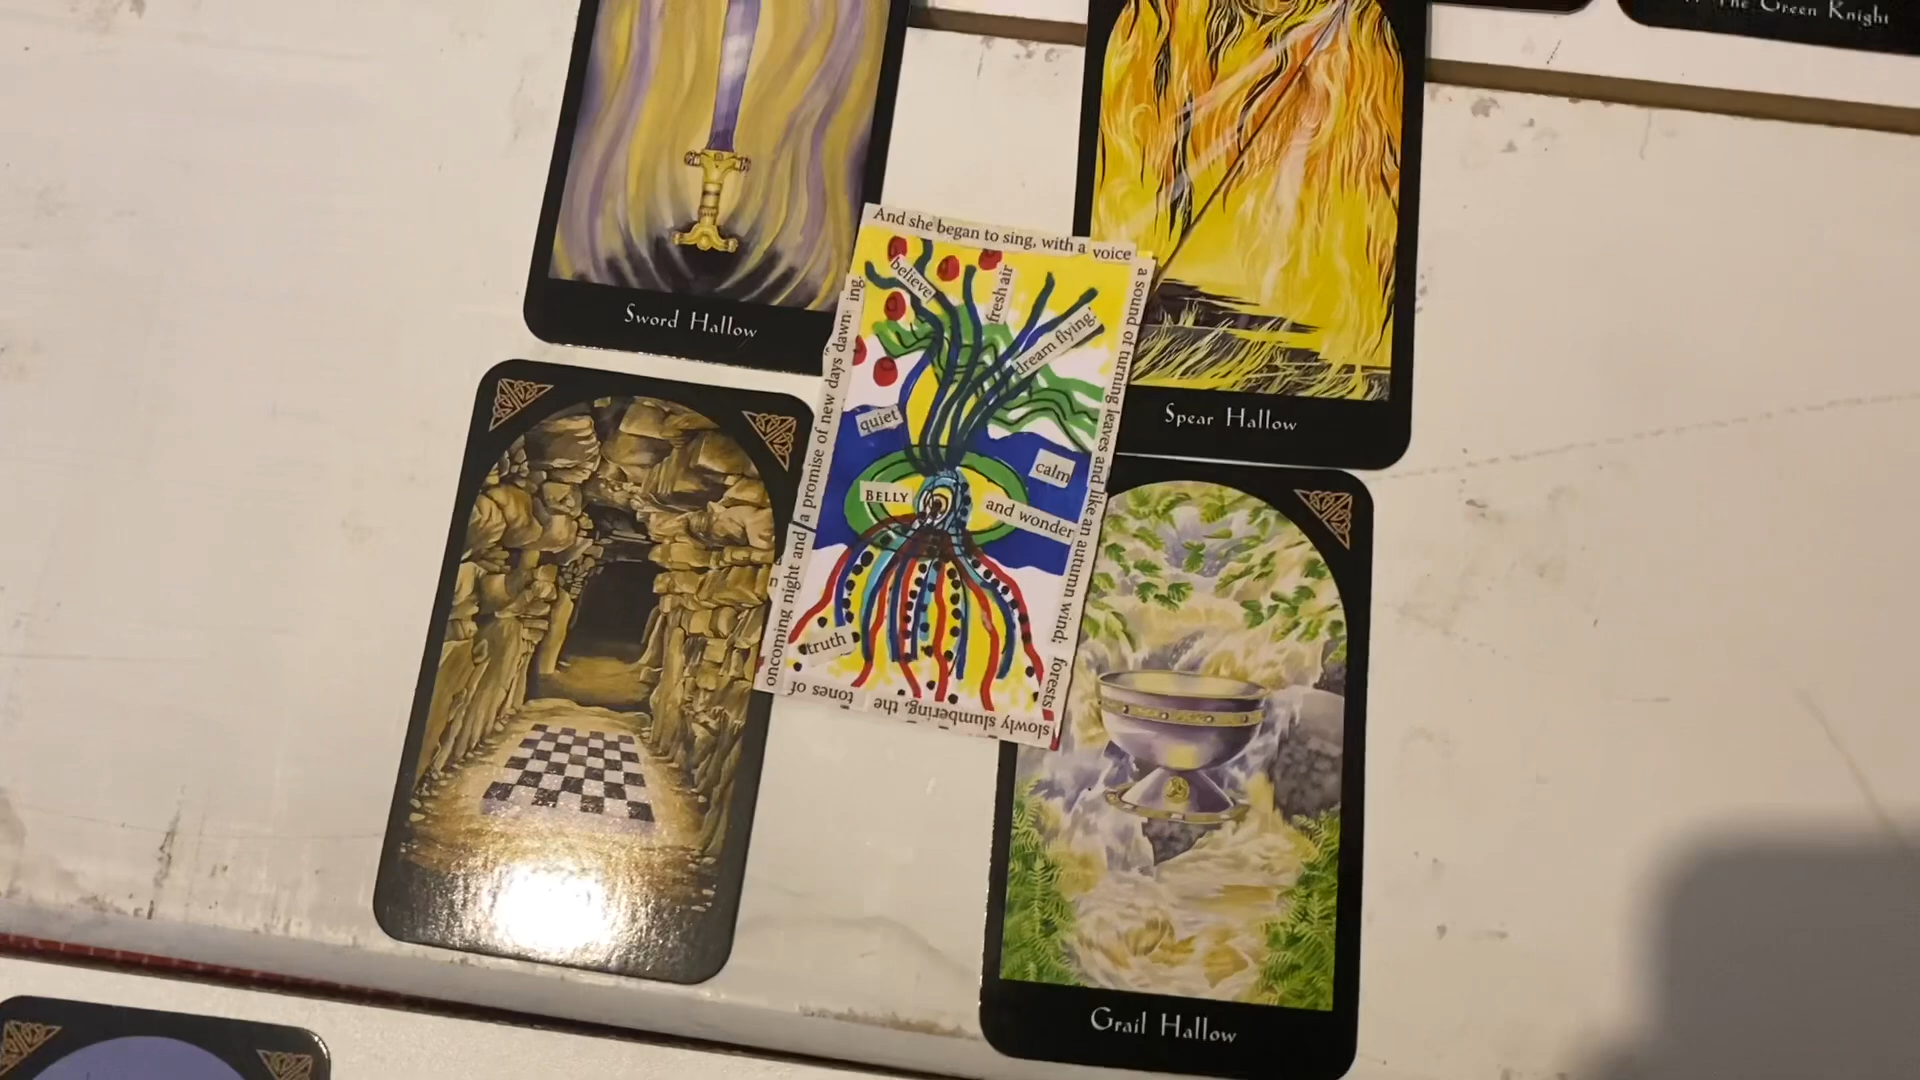 The Green Knight
Sword Hallow
Spear Hallow
And she began to sing, with a voice
a sound of turning leaves and like an autumn wind;
forests
slowly slumbering, the
tones of
oncoming night and a promise of new days dawn-
ing.
believe
fresh air
dream flying.
quiet
calm
BELLY
and wonder
truth
Grail Hallow